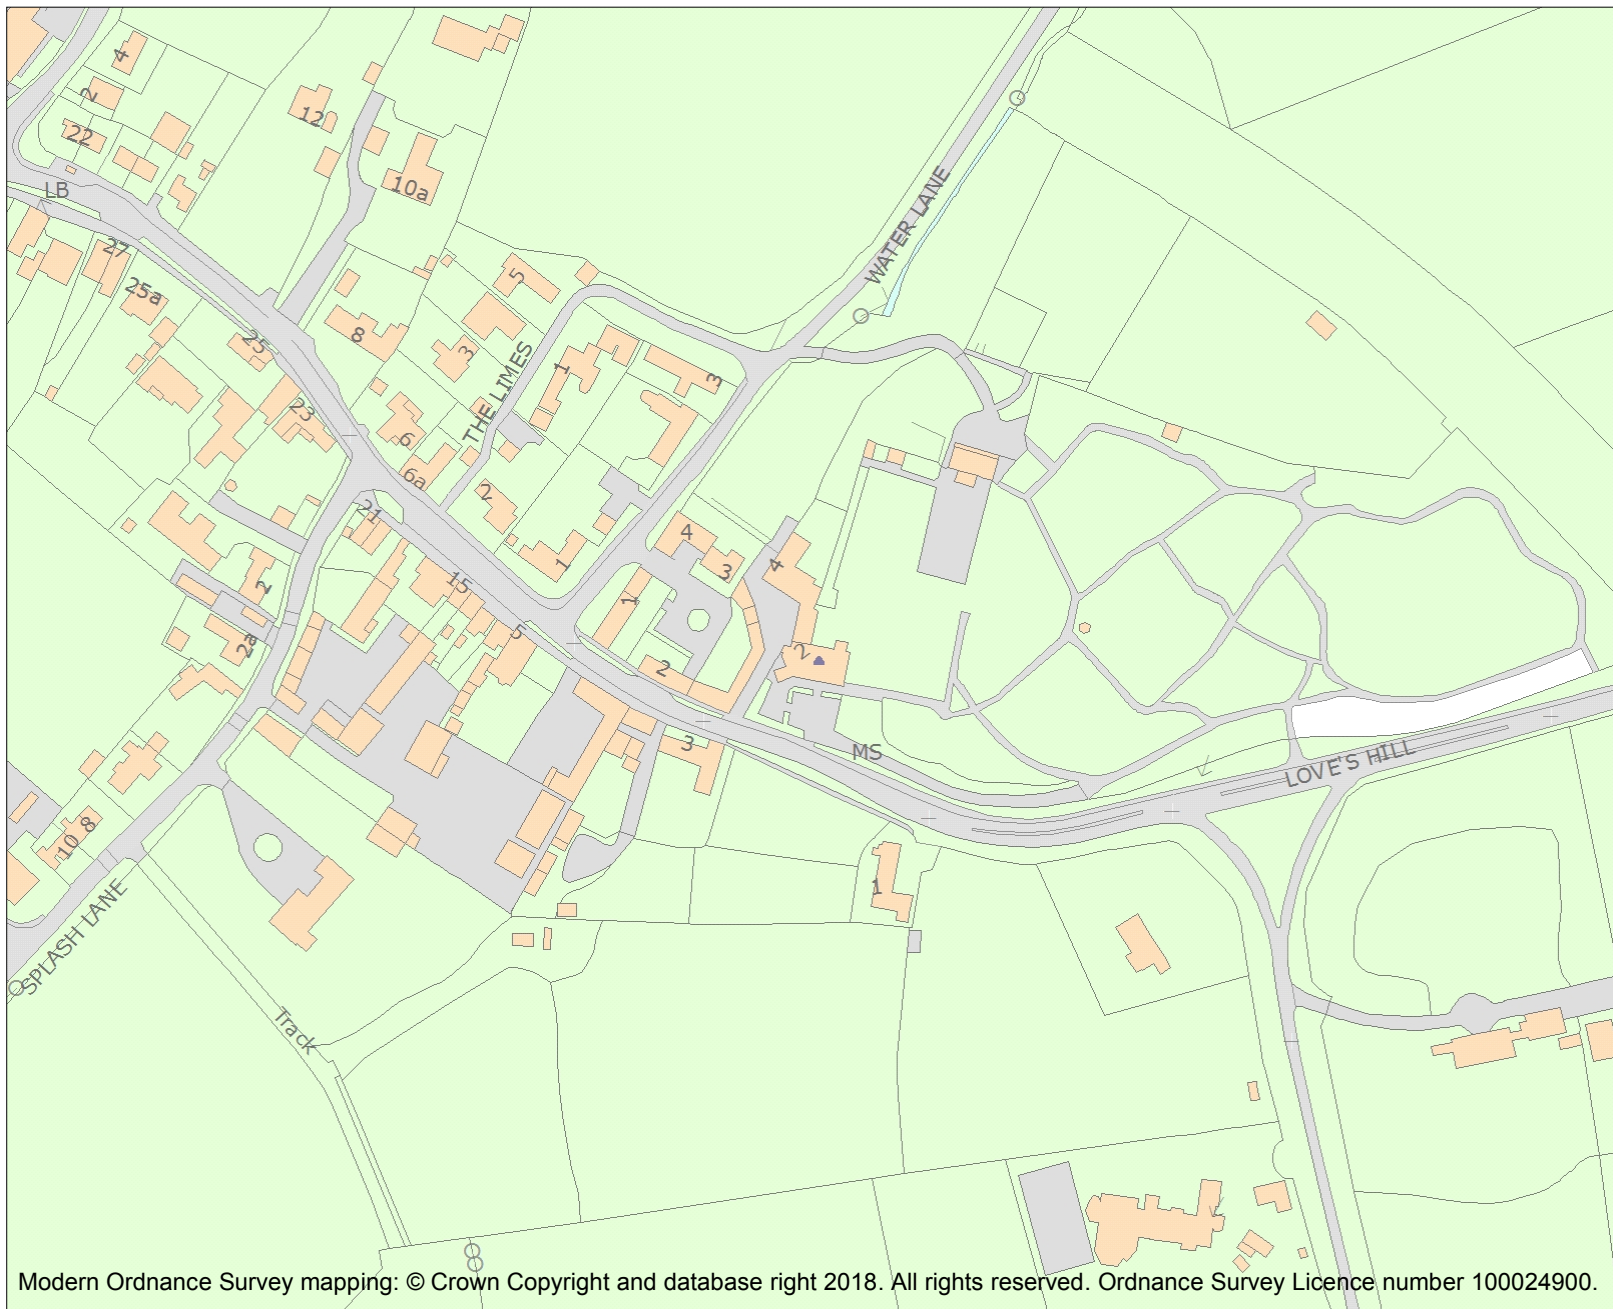 4
2
22
12
10a
LB
27
25a
25
8
5
3
WATER LANE
THE LIMES
1
3
23
6
6a
2
21
15
5
1
4
3
4
1
2
2
2
2a
3
MS
LOVE'S HILL
10
8
1
SPLASH LANE
Track
Modern Ordnance Survey mapping: © Crown Copyright and database right 2018. All rights reserved. Ordnance Survey Licence number 100024900.